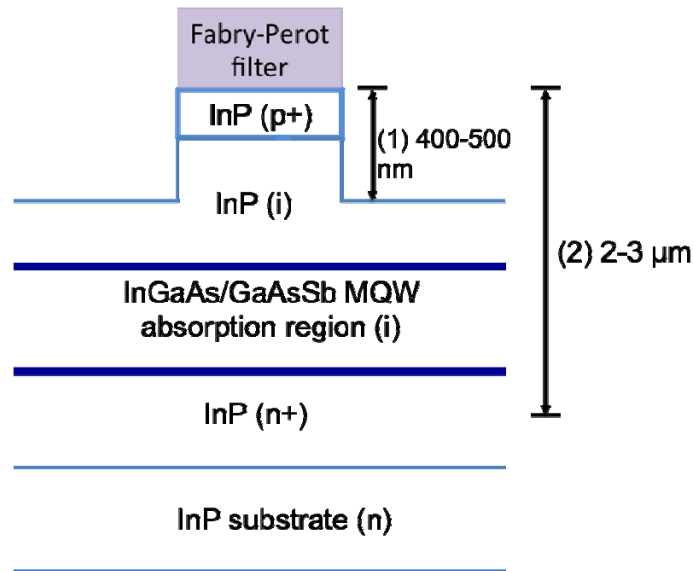 Fabry-Perot
filter
InP (p+)
(1) 400-500
nm
InP (i)
(2) 2-3 μm
InGaAs/GaAsSb MQW
absorption region (i)
InP (n+)
InP substrate (n)